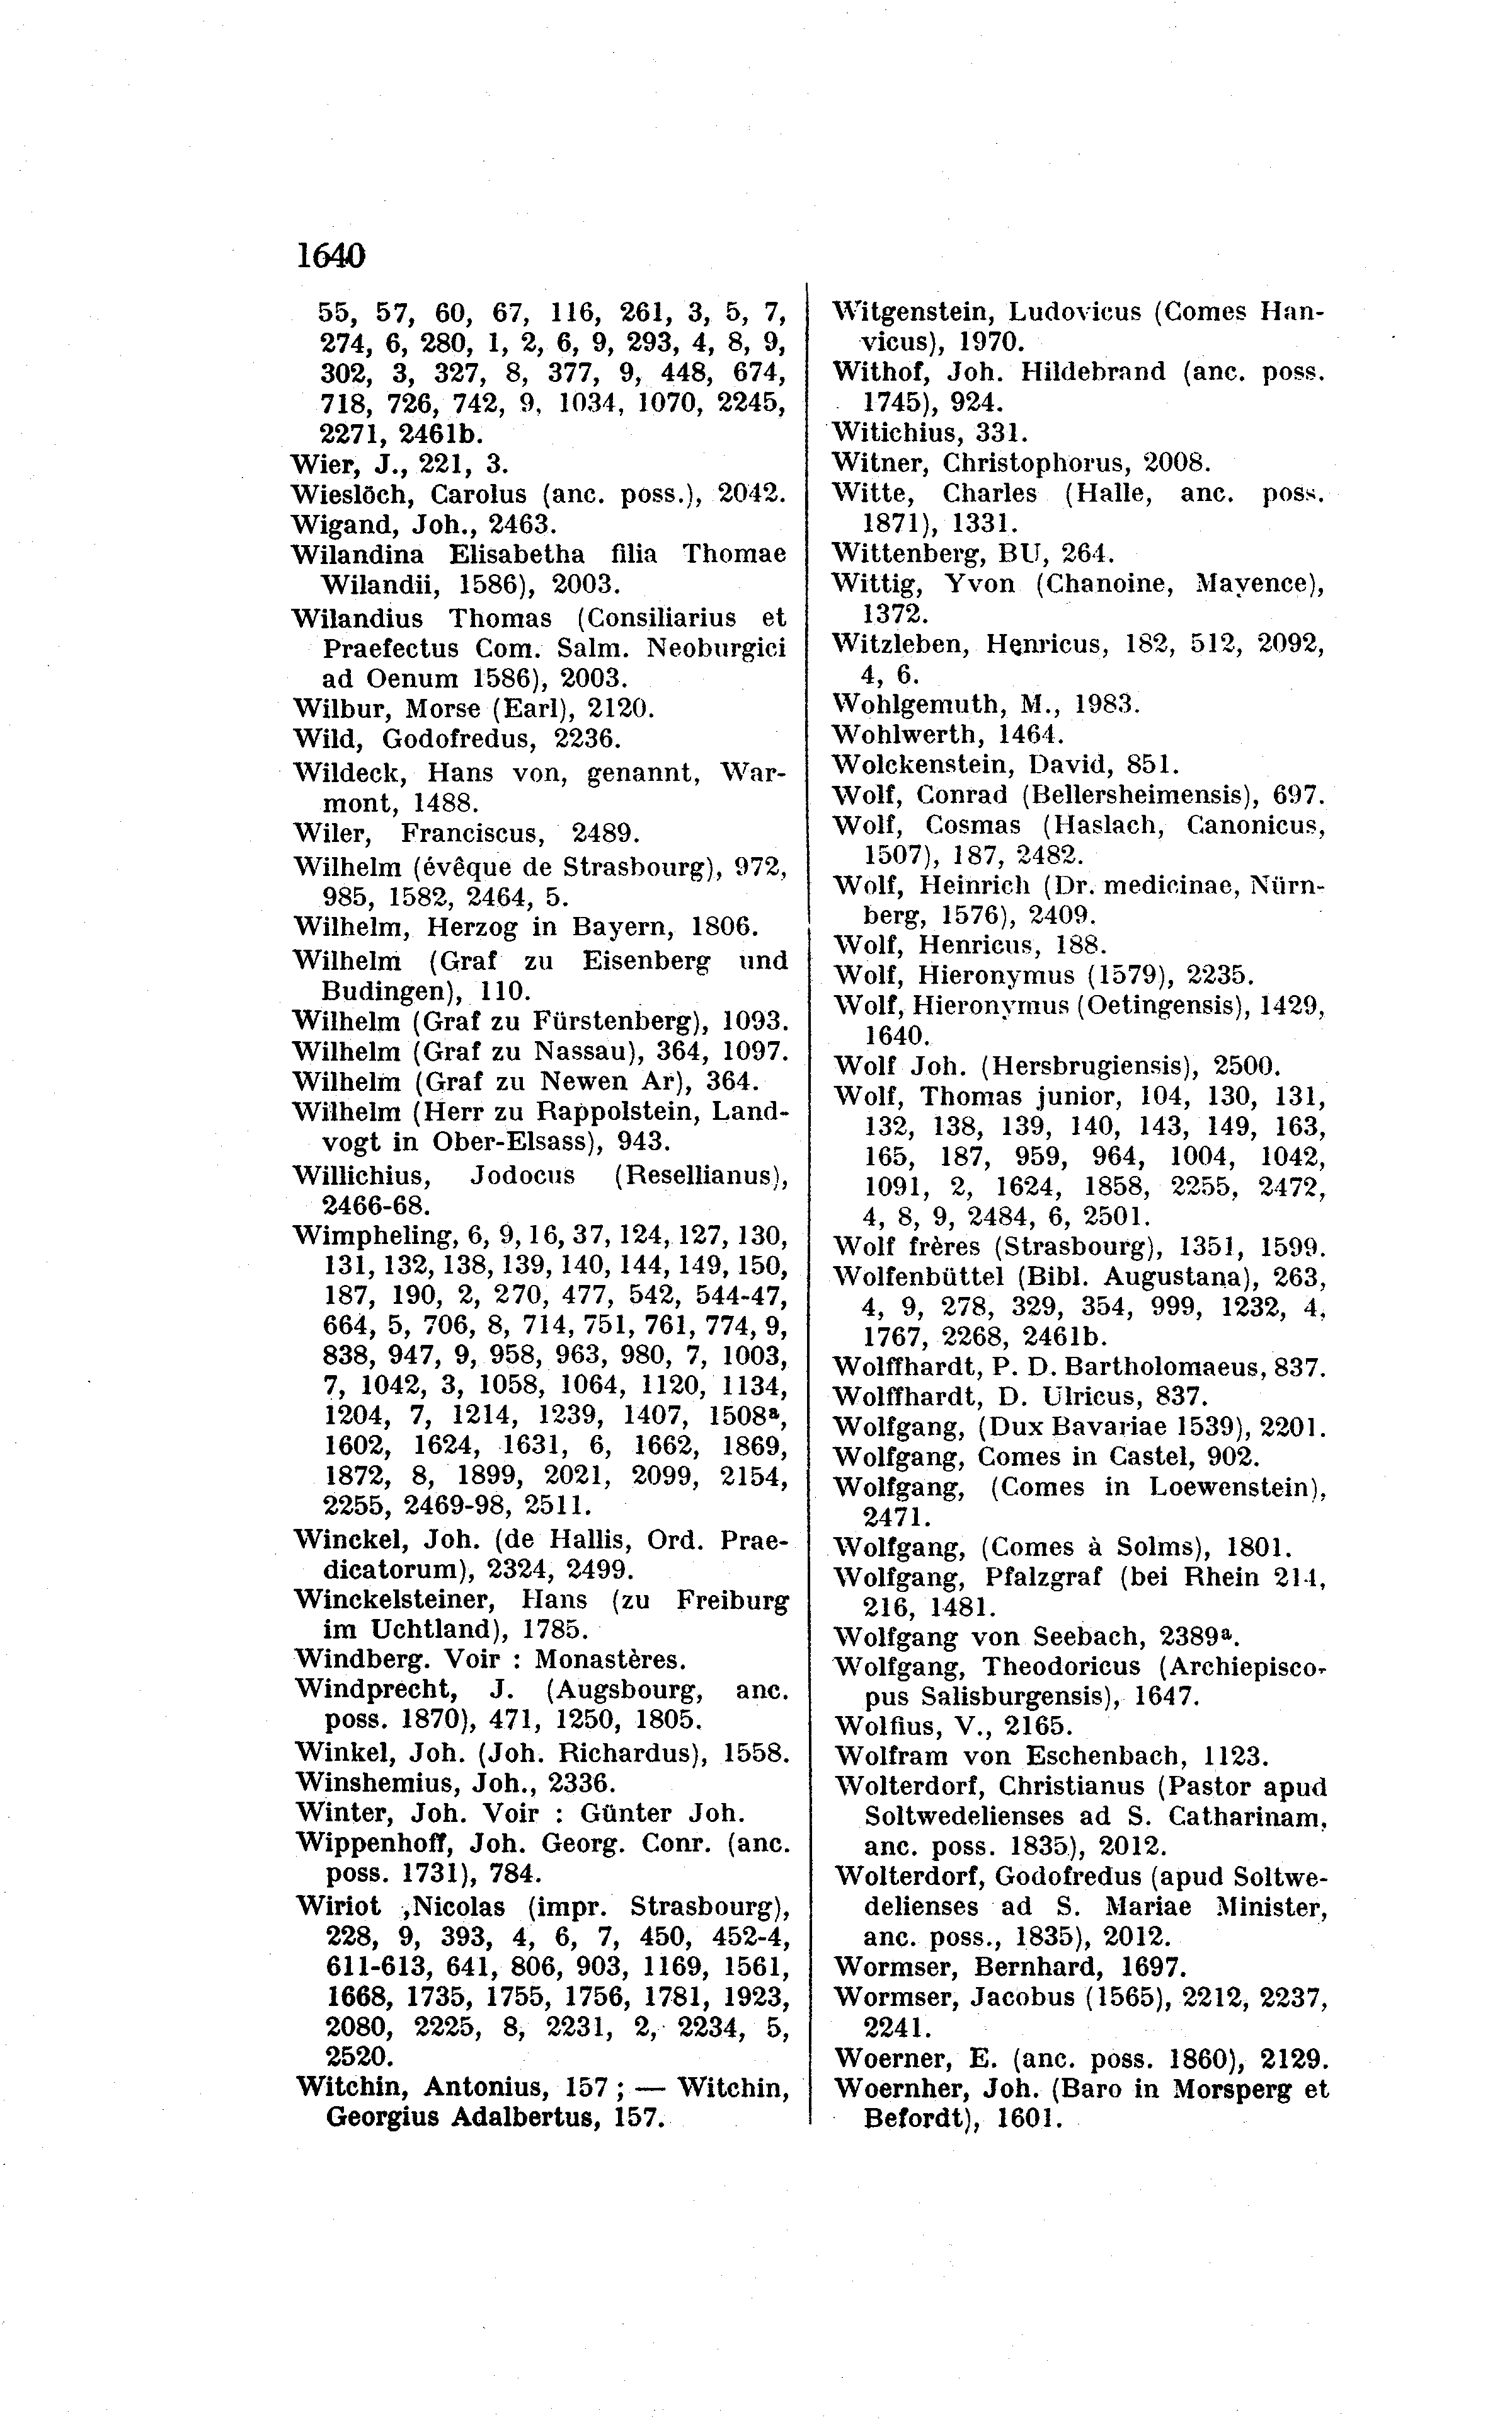 1640
55, 57, 60, 67, 116, 261, 3, 5, 7,
274, 6, 280, 1, 2, 6, 9, 293, 4, 8, 9,
302, 3, 327, 8, 377, 9, 448, 674,
718, 726, 742, 9, 1034, 1070, 2245,
2271, 2461b.
Wier, J., 221, 3.
Wieslöch, Carolus (anc. poss.), 2042.
Wigand, Joh., 2463.
Wilandina Elisabetha filia Thomae
Wilandii, 1586), 2003.
Wilandius Thomas (Consiliarius et
Praefectus Com. Salm. Neoburgici
ad Oenum 1586), 2003.
Wilbur, Morse (Earl), 2120.
Wild, Godofredus, 2236.
Wildeck, Hans von, genannt, War-
mont, 1488.
Wiler, Franciscus, 2489.
Wilhelm (évêque de Strasbourg), 972,
985, 1582, 2464, 5.
Wilhelm, Herzog in Bayern, 1806.
Wilhelm (Graf zu Eisenberg und
Budingen), 110.
Wilhelm (Graf zu Fürstenberg), 1093.
Wilhelm (Graf zu Nassau), 364, 1097.
Wilhelm (Graf zu Newen Ar), 364.
Wilhelm (Herr zu Rappolstein, Land-
vogt in Ober-Elsass), 943.
Willichius, Jodocus (Resellianus),
2466-68.
Wimpheling, 6, 9, 16, 37, 124, 127, 130,
131, 132, 138, 139, 140, 144, 149, 150,
187, 190, 2, 270, 477, 542, 544-47,
664, 5, 706, 8, 714, 751, 761, 774, 9,
838, 947, 9, 958, 963, 980, 7, 1003,
7, 1042, 3, 1058, 1064, 1120, 1134,
1204, 7, 1214, 1239, 1407, 1508ª,
1602, 1624, 1631, 6, 1662, 1869,
1872, 8, 1899, 2021, 2099, 2154,
2255, 2469-98, 2511.
Winckel, Joh. (de Hallis, Ord. Prae-
dicatorum), 2324, 2499.
Winckelsteiner, Hans (zu Freiburg
im Uchtland), 1785.
Windberg. Voir : Monastères.
Windprecht, J. (Augsbourg, anc.
poss. 1870), 471, 1250, 1805.
Winkel, Joh. (Joh. Richardus), 1558.
Winshemius, Joh., 2336.
Winter, Joh. Voir : Günter Joh.
Wippenhoff, Joh. Georg. Conr. (anc.
poss. 1731), 784.
Wiriot ,Nicolas (impr. Strasbourg),
228, 9, 393, 4, 6, 7, 450, 452-4,
611-613, 641, 806, 903, 1169, 1561,
1668, 1735, 1755, 1756, 1781, 1923,
2080, 2225, 8, 2231, 2, 2234, 5,
2520.
Witchin, Antonius, 157 ; — Witchin,
Georgius Adalbertus, 157.
Witgenstein, Ludovicus (Comes Han-
vicus), 1970.
Withof, Joh. Hildebrand (anc. poss.
1745), 924.
Witichius, 331.
Witner, Christophorus, 2008.
Witte, Charles (Halle, anc. poss.
1871), 1331.
Wittenberg, BU, 264.
Wittig, Yvon (Chanoine, Mayence),
1372.
Witzleben, Henricus, 182, 512, 2092,
4, 6.
Wohlgemuth, M., 1983.
Wohlwerth, 1464.
Wolckenstein, David, 851.
Wolf, Conrad (Bellersheimensis), 697.
Wolf, Cosmas (Haslach, Canonicus,
1507), 187, 2482.
Wolf, Heinrich (Dr. medicinae, Nürn-
berg, 1576), 2409.
Wolf, Henricus, 188.
Wolf, Hieronymus (1579), 2235.
Wolf, Hieronymus (Oetingensis), 1429,
1640.
Wolf Joh. (Hersbrugiensis), 2500.
Wolf, Thomas junior, 104, 130, 131,
132, 138, 139, 140, 143, 149, 163,
165, 187, 959, 964, 1004, 1042,
1091, 2, 1624, 1858, 2255, 2472,
4, 8, 9, 2484, 6, 2501.
Wolf frères (Strasbourg), 1351, 1599.
Wolfenbüttel (Bibl. Augustana), 263,
4, 9, 278, 329, 354, 999, 1232, 4,
1767, 2268, 2461b.
Wolffhardt, P. D. Bartholomaeus, 837.
Wolffhardt, D. Ulricus, 837.
Wolfgang, (Dux Bavariae 1539), 2201.
Wolfgang, Comes in Castel, 902.
Wolfgang, (Comes in Loewenstein),
2471.
Wolfgang, (Comes à Solms), 1801.
Wolfgang, Pfalzgraf (bei Rhein 214,
216, 1481.
Wolfgang von Seebach, 2389ª.
Wolfgang, Theodoricus (Archiepisco-
pus Salisburgensis), 1647.
Wolfius, V., 2165.
Wolfram von Eschenbach, 1123.
Wolterdorf, Christianus (Pastor apud
Soltwedelienses ad S. Catharinam,
anc. poss. 1835), 2012.
Wolterdorf, Godofredus (apud Soltwe-
delienses ad S. Mariae Minister,
anc. poss., 1835), 2012.
Wormser, Bernhard, 1697.
Wormser, Jacobus (1565), 2212, 2237,
2241.
Woerner, E. (anc. poss. 1860), 2129.
Woernher, Joh. (Baro in Morsperg et
Befordt), 1601.